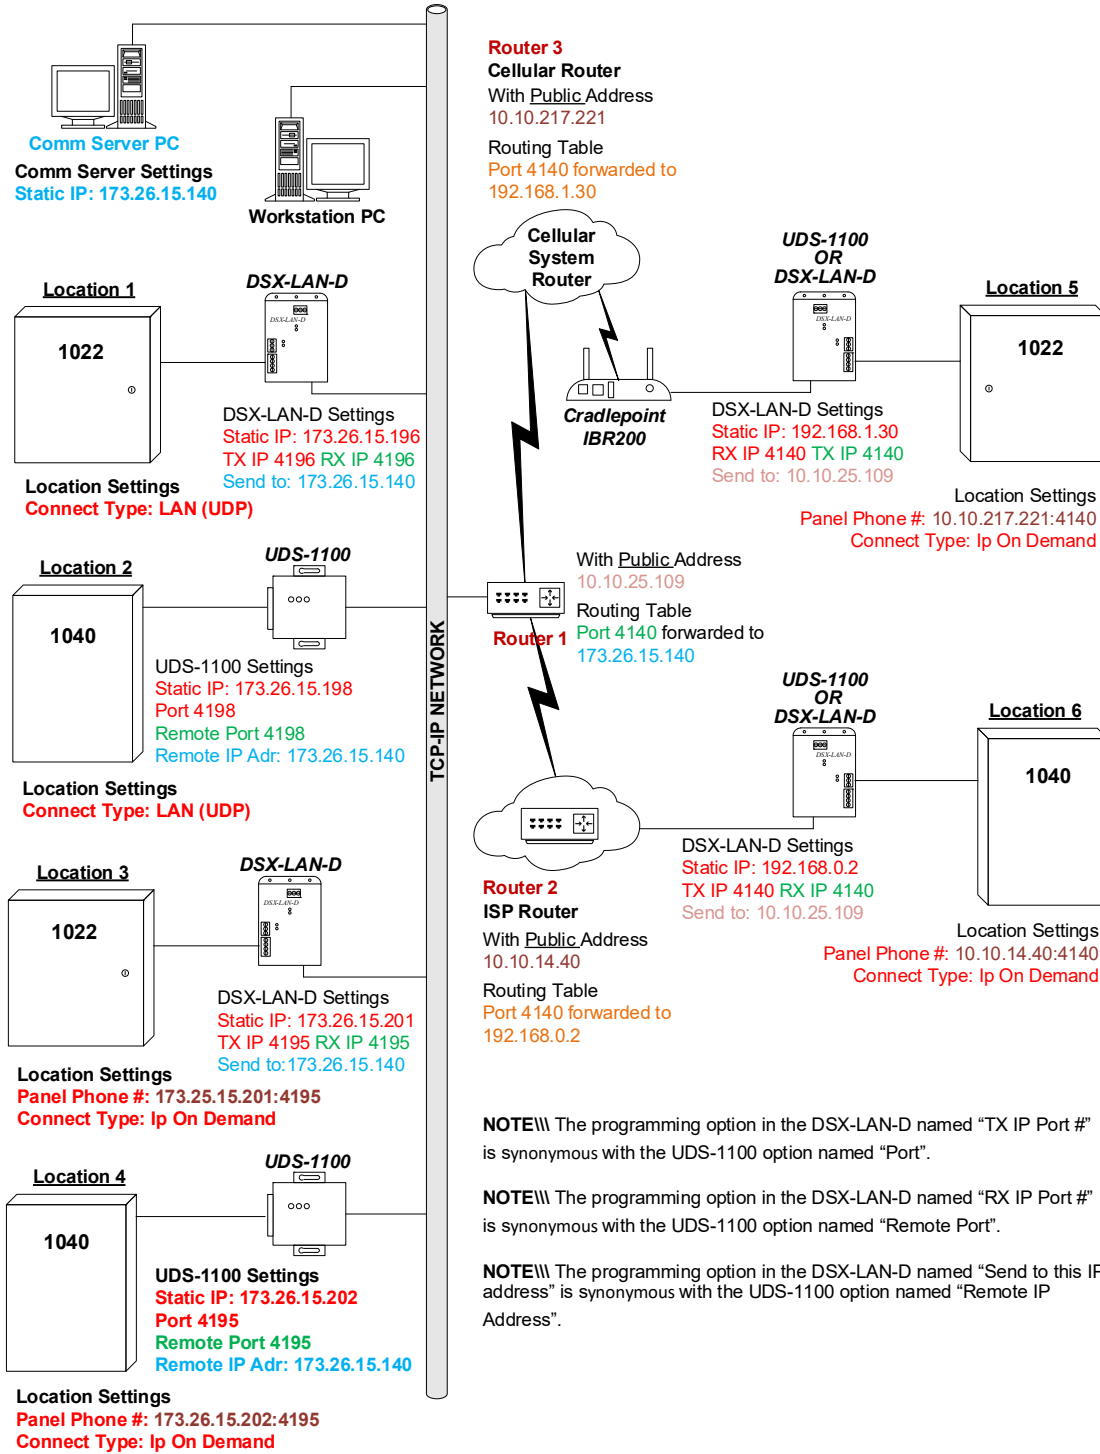 Comm Server PC
Comm Server Settings
Static IP: 173.26.15.140
Workstation PC
Location 1
1022
DSX-LAN-D
DSX-LAN-D
DSX-LAN-D Settings
Static IP: 173.26.15.196
TX IP 4196 RX IP 4196
Send to: 173.26.15.140
Location Settings
Connect Type: LAN (UDP)
Location 2
1040
UDS-1100
UDS-1100 Settings
Static IP: 173.26.15.198
Port 4198
Remote Port 4198
Remote IP Adr: 173.26.15.140
Location Settings
Connect Type: LAN (UDP)
Location 3
1022
DSX-LAN-D
DSX-LAN-D
DSX-LAN-D Settings
Static IP: 173.26.15.201
TX IP 4195 RX IP 4195
Send to:173.26.15.140
Location Settings
Panel Phone #: 173.25.15.201:4195
Connect Type: Ip On Demand
Location 4
1040
UDS-1100
UDS-1100 Settings
Static IP: 173.26.15.202
Port 4195
Remote Port 4195
Remote IP Adr: 173.26.15.140
Location Settings
Panel Phone #: 173.26.15.202:4195
Connect Type: Ip On Demand
TCP-IP NETWORK
Router 3
Cellular Router
With Public Address
10.10.217.221
Routing Table
Port 4140 forwarded to
192.168.1.30
Cellular
System
Router
Cradlepoint
IBR200
UDS-1100
OR
DSX-LAN-D
DSX-LAN-D
DSX-LAN-D Settings
Static IP: 192.168.1.30
RX IP 4140 TX IP 4140
Send to: 10.10.25.109
Location 5
1022
Location Settings
Panel Phone #: 10.10.217.221:4140
Connect Type: Ip On Demand
Router 1
With Public Address
10.10.25.109
Routing Table
Port 4140 forwarded to
173.26.15.140
UDS-1100
OR
DSX-LAN-D
DSX-LAN-D
DSX-LAN-D Settings
Static IP: 192.168.0.2
TX IP 4140 RX IP 4140
Send to: 10.10.25.109
Location 6
1040
Location Settings
Panel Phone #: 10.10.14.40:4140
Connect Type: Ip On Demand
Router 2
ISP Router
With Public Address
10.10.14.40
Routing Table
Port 4140 forwarded to
192.168.0.2
NOTE\\\ The programming option in the DSX-LAN-D named “TX IP Port #”
is synonymous with the UDS-1100 option named “Port”.
NOTE\\\ The programming option in the DSX-LAN-D named “RX IP Port #”
is synonymous with the UDS-1100 option named “Remote Port”.
NOTE\\\ The programming option in the DSX-LAN-D named “Send to this IP
address” is synonymous with the UDS-1100 option named “Remote IP
Address”.